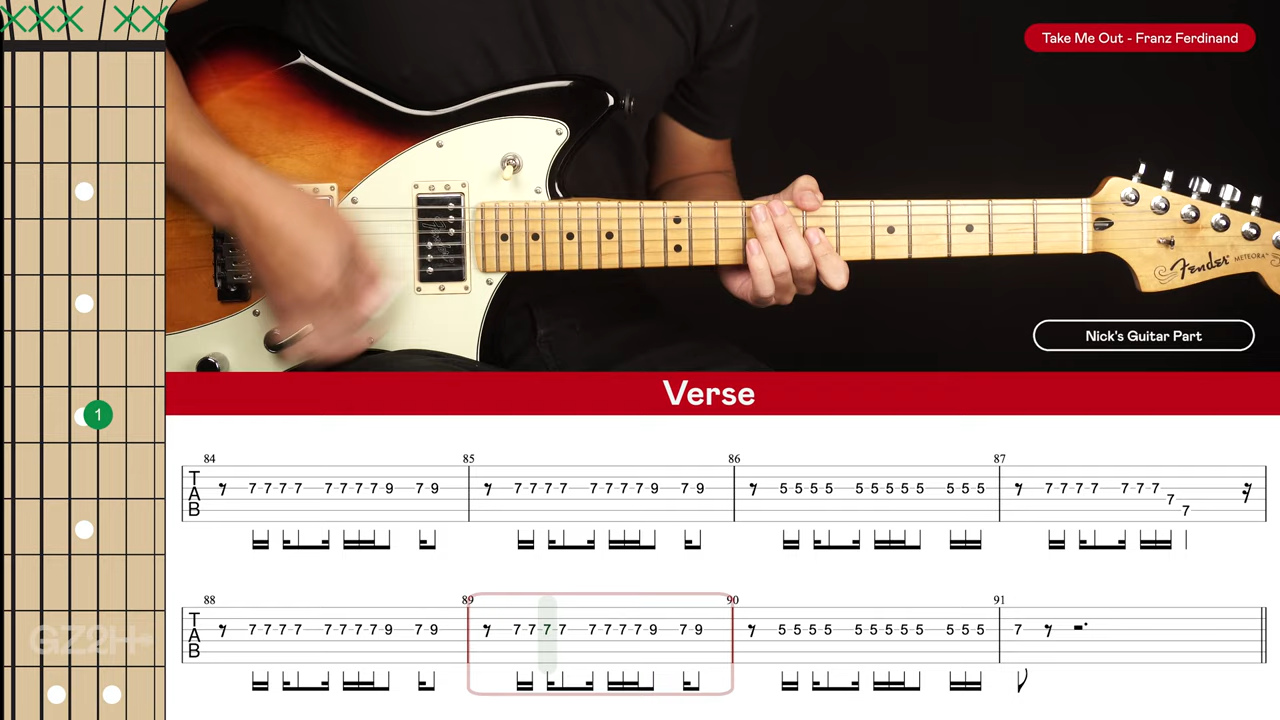 XXX XX
Take Me Out - Franz Ferdinand
Fender METEORA
Nick's Guitar Part
1
Verse
84 85 86 87
T
A
B
7 7 7 7 7 7 7 7 9 7 9
7 7 7 7 7 7 7 7 9 7 9
5 5 5 5 5 5 5 5 5 5 5 5
7 7 7 7 7 7 7 7 7
88 89 90 91
T
A
B
7 7 7 7 7 7 7 7 9 7 9
7 7 7 7 7 7 7 7 9 7 9
5 5 5 5 5 5 5 5 5 5 5 5
7
GZ2H